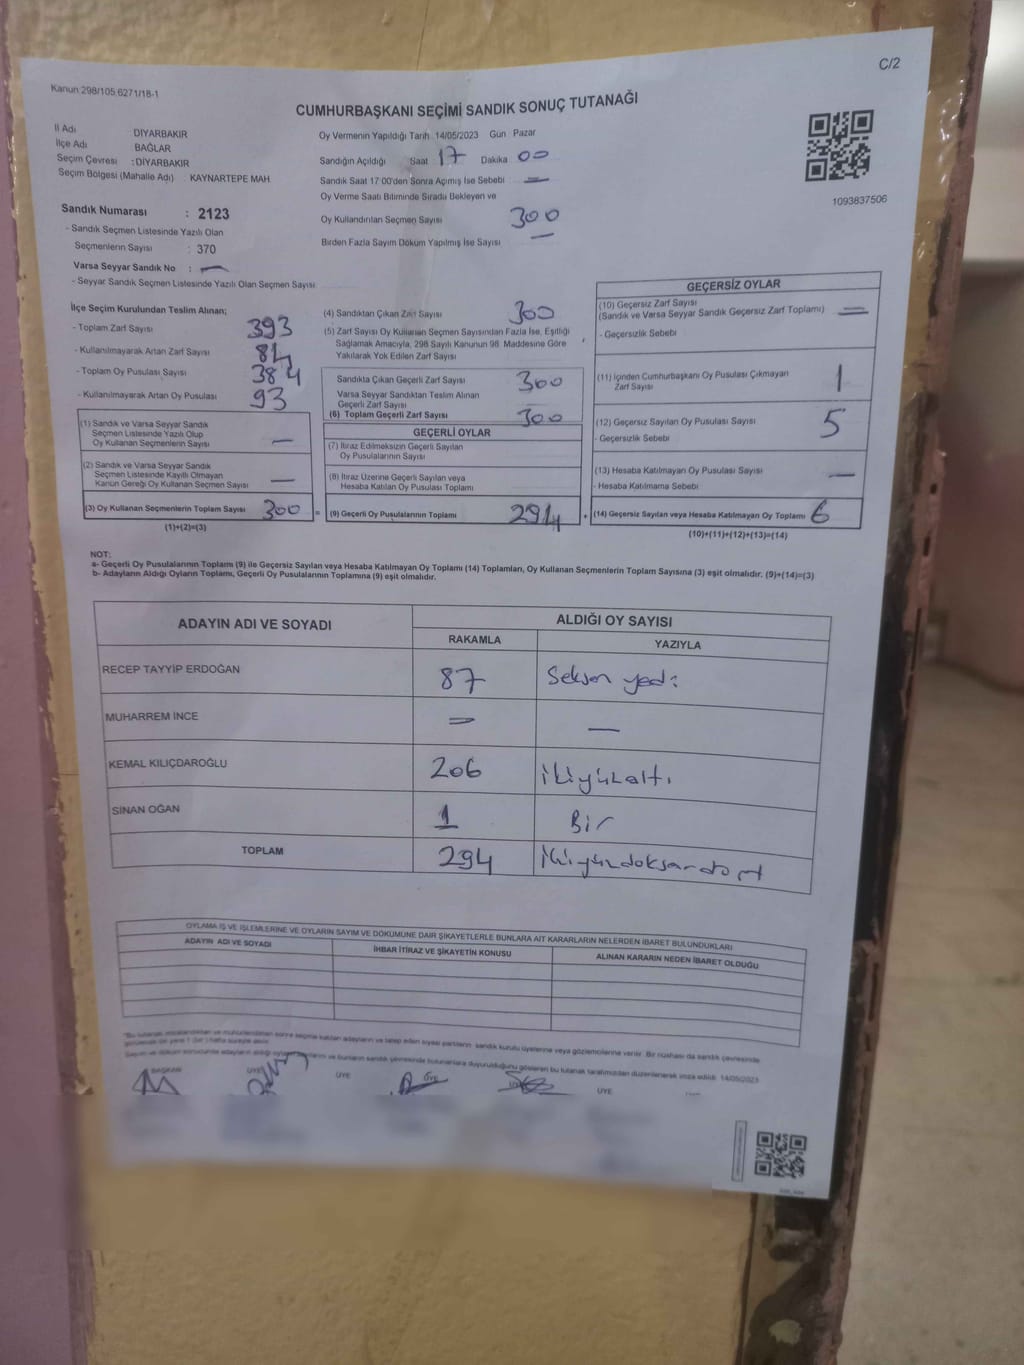 C/2
Kanun 298/105 6271/18-1
CUMHURBAŞKANI SEÇİMİ SANDIK SONUÇ TUTANAĞI
İl Adı DİYARBAKIR
İlçe Adı BAĞLAR
Seçim Çevresi : DİYARBAKIR
Seçim Bölgesi (Mahalle Adı) : KAYNARTEPE MAH
Sandık Numarası : 2123
- Sandık Seçmen Listesinde Yazılı Olan
Seçmenlerin Sayısı : 370
Varsa Seyyar Sandık No : —
- Seyyar Sandık Seçmen Listesinde Yazılı Olan Seçmen Sayısı
Oy Vermenin Yapıldığı Tarih 14/05/2023 Gün Pazar
Sandığın Açıldığı Saat 17 Dakika 00
Sandık Saat 17 00'den Sonra Açımış İse Sebebi —
Oy Verme Saati Bitiminde Sırada Bekleyen ve
Oy Kullandırılan Seçmen Sayısı 300
Birden Fazla Sayım Döküm Yapılmış İse Sayısı —
1093837506
İlçe Seçim Kurulundan Teslim Alınan;
- Toplam Zarf Sayısı 393
- Kullanılmayarak Artan Zarf Sayısı 84
- Toplam Oy Pusulası Sayısı 384
- Kullanılmayarak Artan Oy Pusulası 93
(1) Sandık ve Varsa Seyyar Sandık
Seçmen Listesinde Yazılı Olup
Oy Kullanan Seçmenlerin Sayısı —
(2) Sandık ve Varsa Seyyar Sandık
Seçmen Listesinde Kayıtlı Olmayan
Kanun Gereği Oy Kullanan Seçmen Sayısı —
(3) Oy Kullanan Seçmenlerin Toplam Sayısı 300 =
(1)+(2)=(3)
(4) Sandıktan Çıkan Zarf Sayısı 300
(5) Zarf Sayısı Oy Kullanan Seçmen Sayısından Fazla İse, Eşitliği
Sağlamak Amacıyla, 298 Sayılı Kanunun 98. Maddesine Göre
Yakılarak Yok Edilen Zarf Sayısı
Sandıkta Çıkan Geçerli Zarf Sayısı 300
Varsa Seyyar Sandıktan Teslim Alınan
Geçerli Zarf Sayısı
(6) Toplam Geçerli Zarf Sayısı 300
GEÇERLİ OYLAR
(7) İtiraz Edilmeksizin Geçerli Sayılan
Oy Pusulalarının Sayısı
(8) İtiraz Üzerine Geçerli Sayılan veya
Hesaba Katılan Oy Pusulası Toplamı
(9) Geçerli Oy Pusulalarının Toplamı 294 +
GEÇERSİZ OYLAR
(10) Geçersiz Zarf Sayısı
(Sandık ve Varsa Seyyar Sandık Geçersiz Zarf Toplamı) —
- Geçersizlik Sebebi
(11) İçinden Cumhurbaşkanı Oy Pusulası Çıkmayan
Zarf Sayısı 1
(12) Geçersiz Sayılan Oy Pusulası Sayısı 5
- Geçersizlik Sebebi
(13) Hesaba Katılmayan Oy Pusulası Sayısı —
- Hesaba Katılmama Sebebi
(14) Geçersiz Sayılan veya Hesaba Katılmayan Oy Toplamı 6
(10)+(11)+(12)+(13)=(14)
NOT:
a- Geçerli Oy Pusulalarının Toplamı (9) ile Geçersiz Sayılan veya Hesaba Katılmayan Oy Toplamı (14) Toplamları, Oy Kullanan Seçmenlerin Toplam Sayısına (3) eşit olmalıdır. (9)+(14)=(3)
b- Adayların Aldığı Oyların Toplamı, Geçerli Oy Pusulalarının Toplamına (9) eşit olmalıdır.
ADAYIN ADI VE SOYADI ALDIĞI OY SAYISI
RAKAMLA YAZIYLA
RECEP TAYYİP ERDOĞAN 87 Seksen yedi
MUHARREM İNCE — —
KEMAL KILIÇDAROĞLU 206 ikiyüzaltı
SİNAN OĞAN 1 Bir
TOPLAM 294 ikiyüzdoksandört
OYLAMA İŞ VE İŞLEMLERİNE VE OYLARIN SAYIM VE DÖKÜMÜNE DAİR ŞİKAYETLERLE BUNLARA AİT KARARLARIN NELERDEN İBARET BULUNDUKLARI
ADAYIN ADI VE SOYADI İHBAR İTİRAZ VE ŞİKAYETİN KONUSU ALINAN KARARIN NEDEN İBARET OLDUĞU
BAŞKAN ÜYE ÜYE ÜYE ÜYE ÜYE